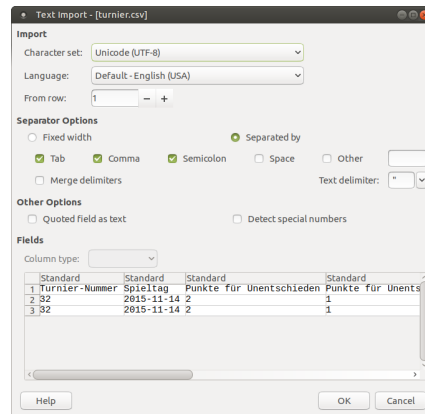 Text Import - [turnier.csv]
Import
Character set: Unicode (UTF-8)
Language: Default - English (USA)
From row: 1 − +
Separator Options
Fixed width Separated by
Tab Comma Semicolon Space Other
Merge delimiters Text delimiter: "
Other Options
Quoted field as text Detect special numbers
Fields
Column type:
Standard Standard Standard Standard
1 Turnier-Nummer Spieltag Punkte für Unentschieden Punkte für Unents
2 32 2015-11-14 2 1
3 32 2015-11-14 2 1
Help OK Cancel